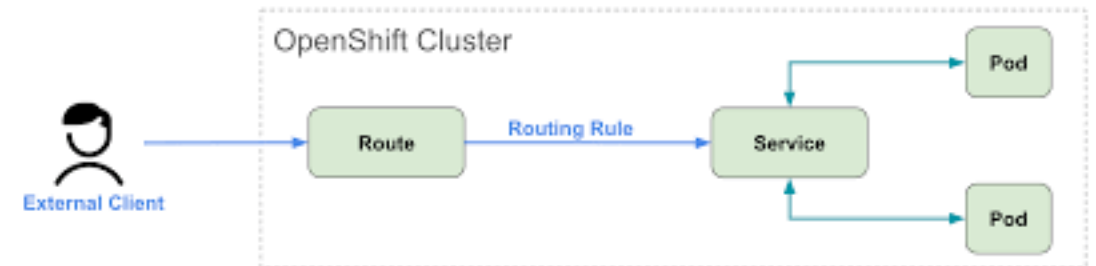 OpenShift Cluster
Pod
Route
Routing Rule
Service
External Client
Pod